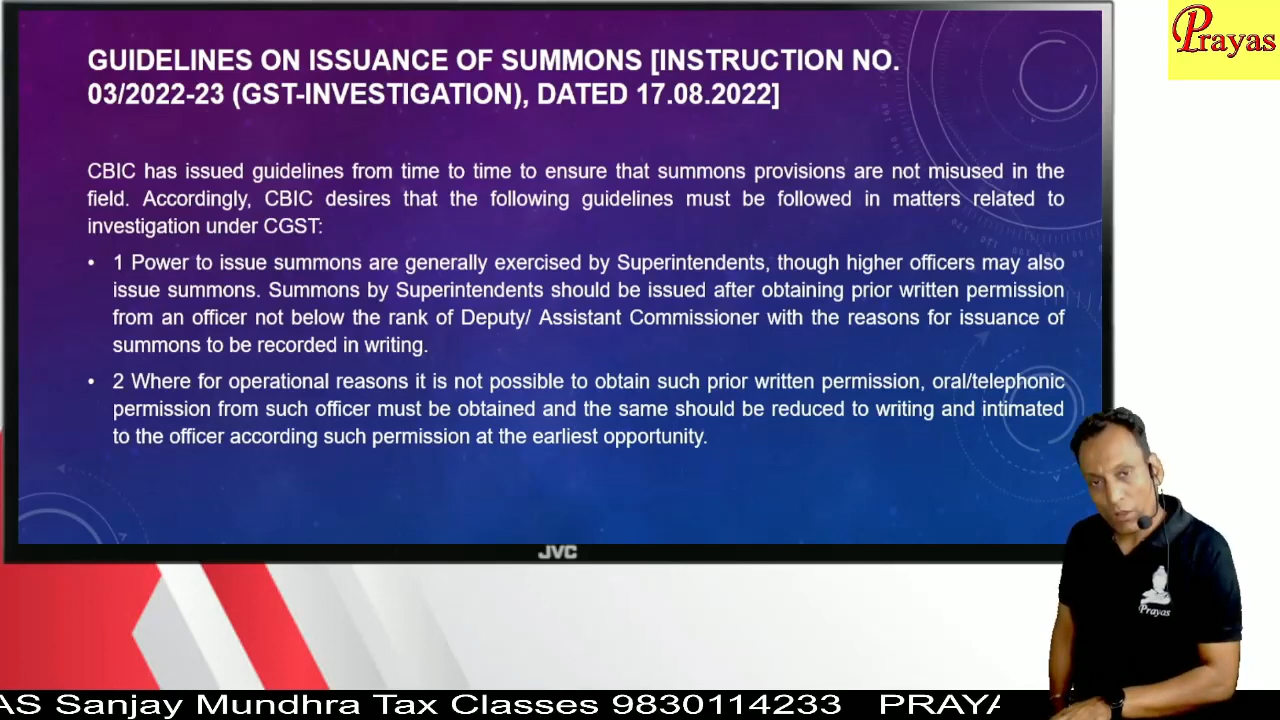 Prayas
GUIDELINES ON ISSUANCE OF SUMMONS [INSTRUCTION NO.
03/2022-23 (GST-INVESTIGATION), DATED 17.08.2022]
CBIC has issued guidelines from time to time to ensure that summons provisions are not misused in the
field. Accordingly, CBIC desires that the following guidelines must be followed in matters related to
investigation under CGST:
• 1 Power to issue summons are generally exercised by Superintendents, though higher officers may also
issue summons. Summons by Superintendents should be issued after obtaining prior written permission
from an officer not below the rank of Deputy/ Assistant Commissioner with the reasons for issuance of
summons to be recorded in writing.
• 2 Where for operational reasons it is not possible to obtain such prior written permission, oral/telephonic
permission from such officer must be obtained and the same should be reduced to writing and intimated
to the officer according such permission at the earliest opportunity.
JVC
Prayas
AS Sanjay Mundhra Tax Classes 9830114233 PRAYA